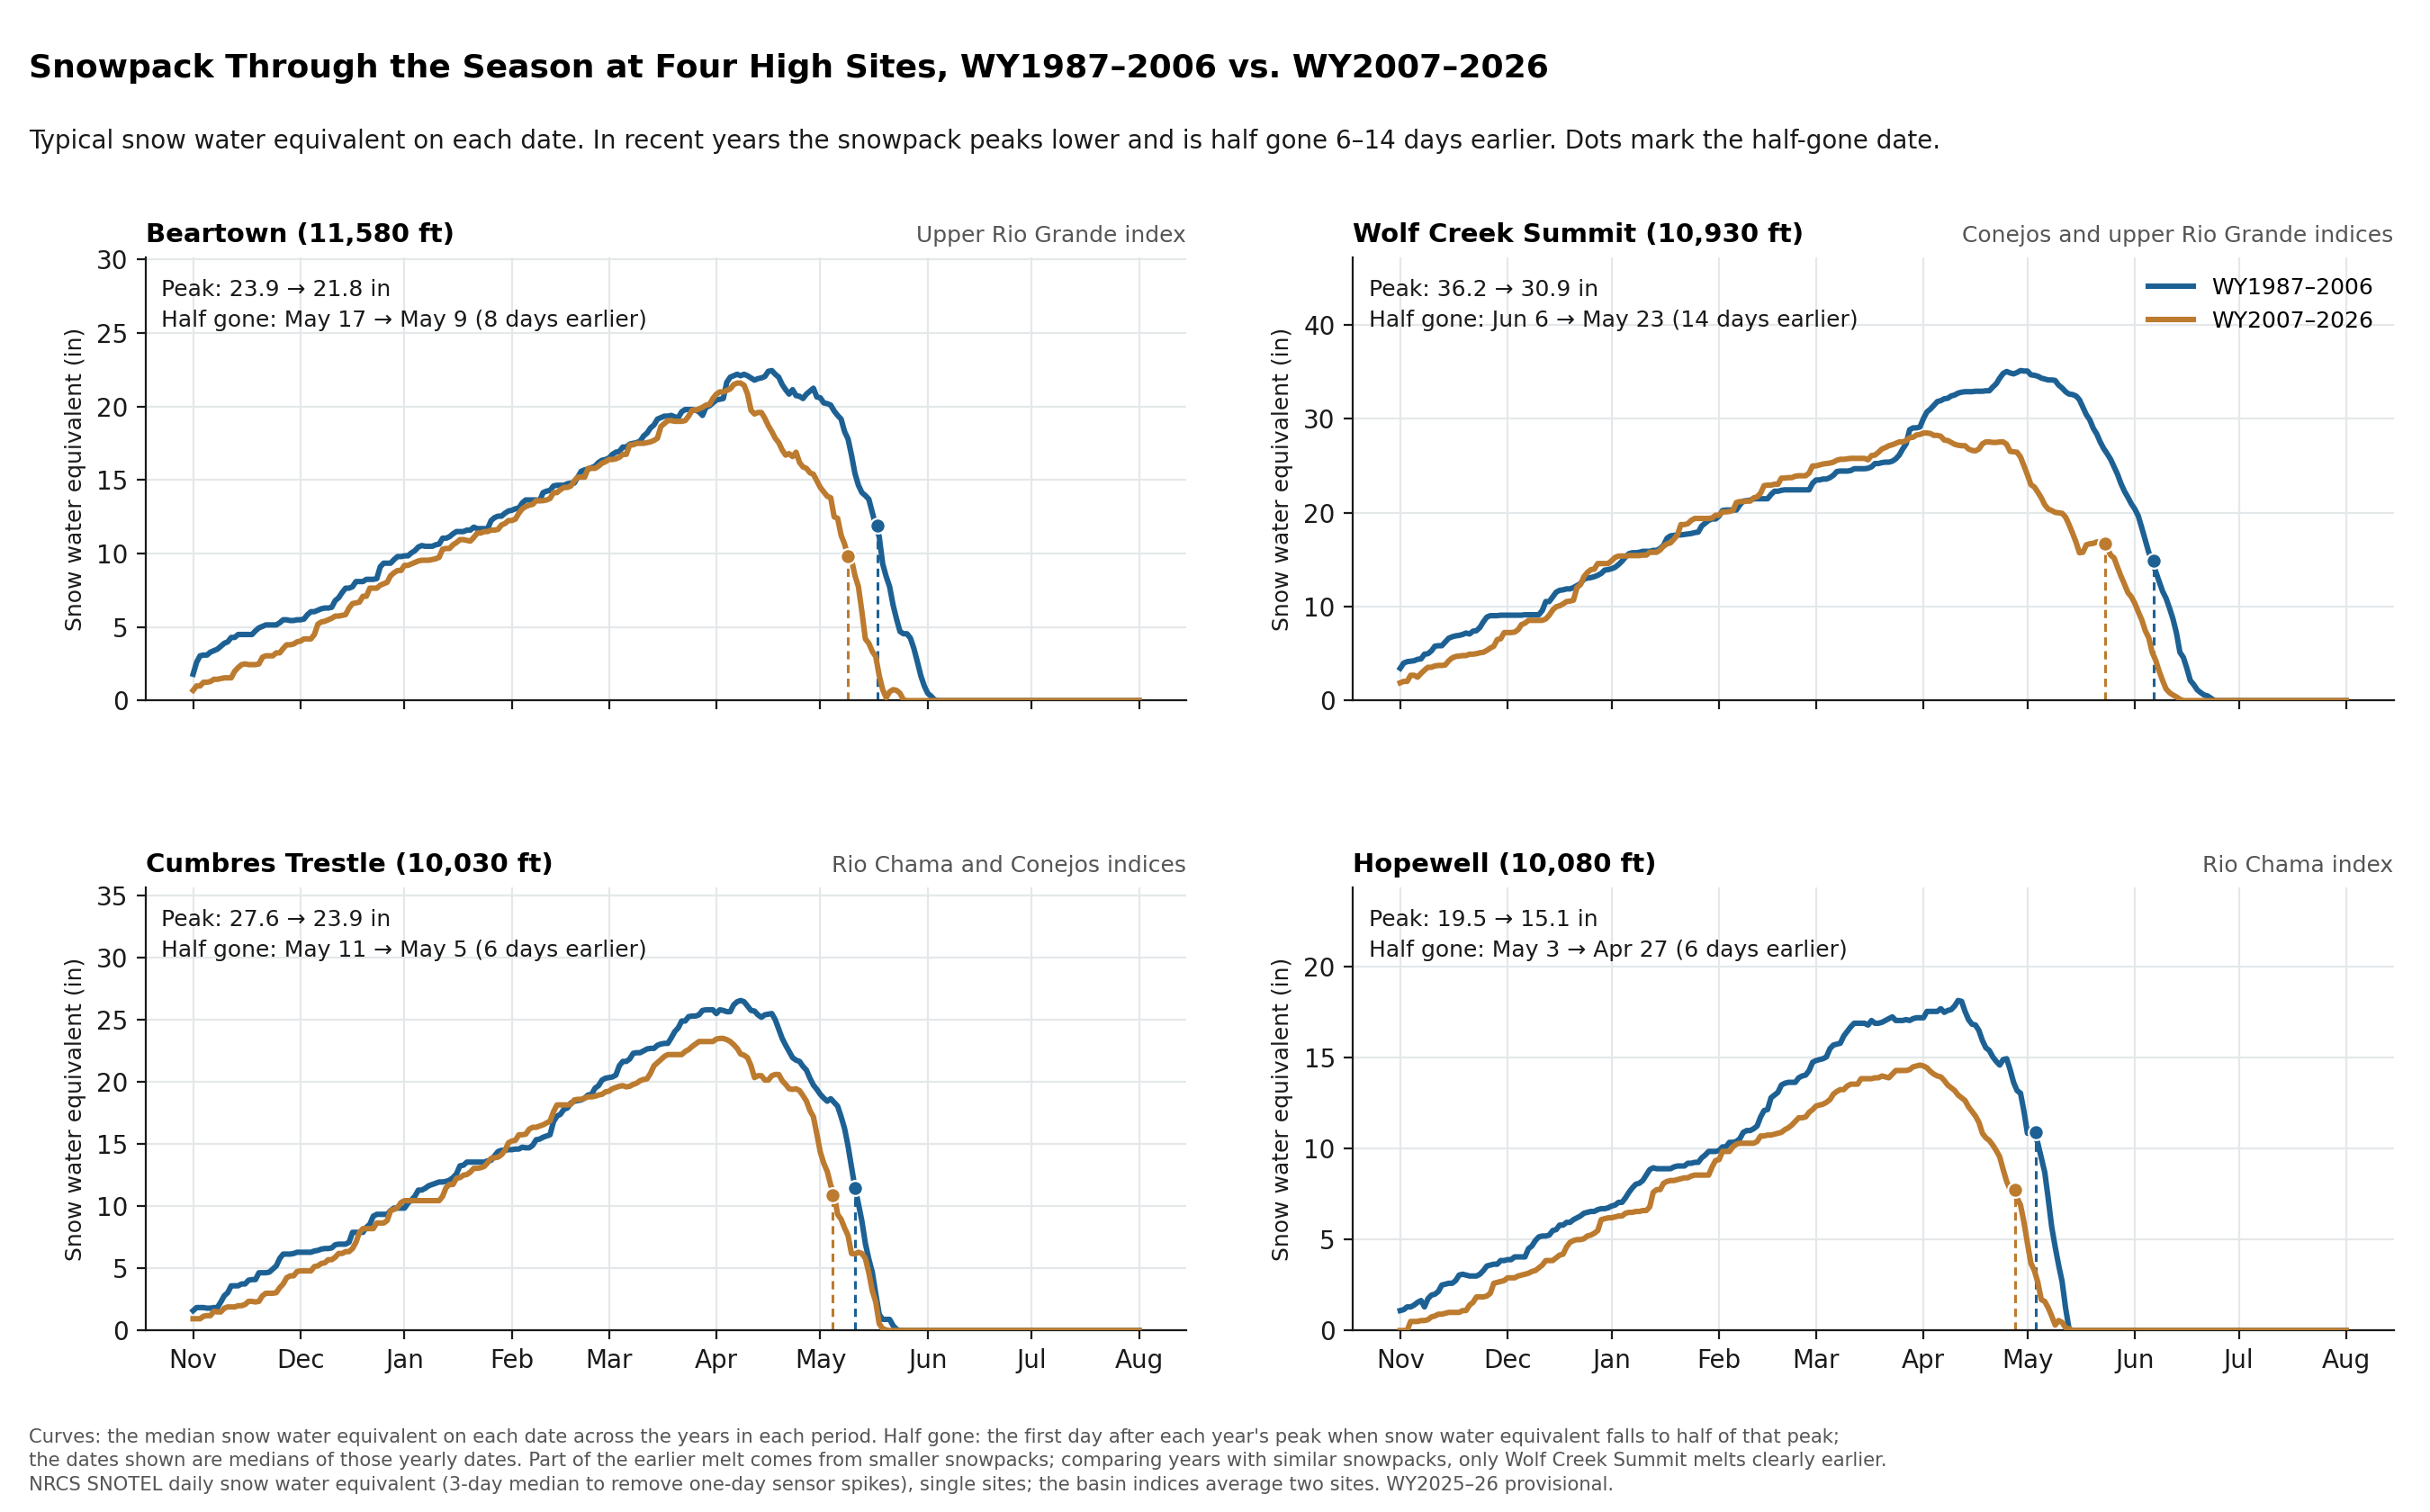 Snowpack Through the Season at Four High Sites, WY1987–2006 vs. WY2007–2026
Typical snow water equivalent on each date. In recent years the snowpack peaks lower and is half gone 6–14 days earlier. Dots mark the half-gone date.
Beartown (11,580 ft)
Upper Rio Grande index
Peak: 23.9 → 21.8 in
Half gone: May 17 → May 9 (8 days earlier)
Snow water equivalent (in)
30
25
20
15
10
5
0
Wolf Creek Summit (10,930 ft)
Conejos and upper Rio Grande indices
Peak: 36.2 → 30.9 in
Half gone: Jun 6 → May 23 (14 days earlier)
WY1987–2006
WY2007–2026
Snow water equivalent (in)
40
30
20
10
0
Cumbres Trestle (10,030 ft)
Rio Chama and Conejos indices
Peak: 27.6 → 23.9 in
Half gone: May 11 → May 5 (6 days earlier)
Snow water equivalent (in)
35
30
25
20
15
10
5
0
Nov Dec Jan Feb Mar Apr May Jun Jul Aug
Hopewell (10,080 ft)
Rio Chama index
Peak: 19.5 → 15.1 in
Half gone: May 3 → Apr 27 (6 days earlier)
Snow water equivalent (in)
20
15
10
5
0
Nov Dec Jan Feb Mar Apr May Jun Jul Aug
Curves: the median snow water equivalent on each date across the years in each period. Half gone: the first day after each year's peak when snow water equivalent falls to half of that peak;
the dates shown are medians of those yearly dates. Part of the earlier melt comes from smaller snowpacks; comparing years with similar snowpacks, only Wolf Creek Summit melts clearly earlier.
NRCS SNOTEL daily snow water equivalent (3-day median to remove one-day sensor spikes), single sites; the basin indices average two sites. WY2025–26 provisional.